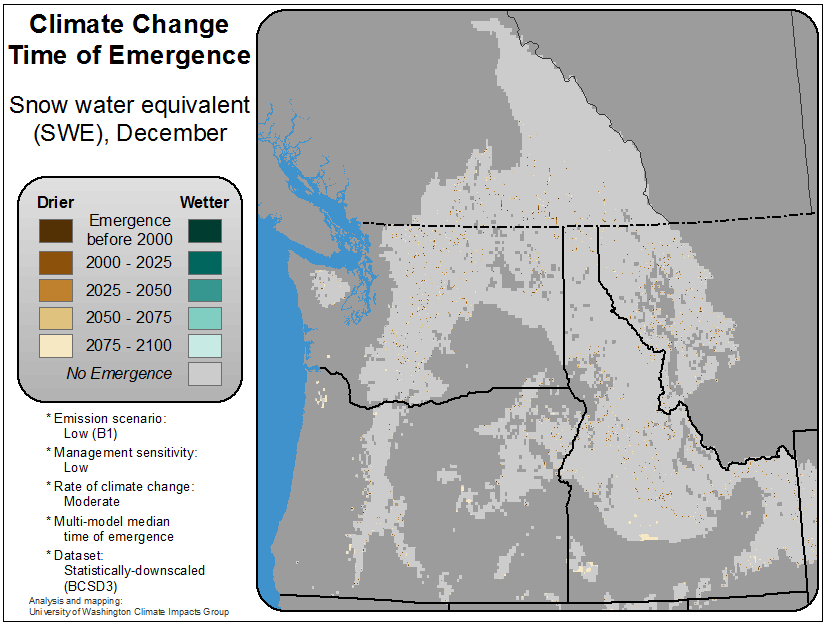 Climate Change
Time of Emergence
Snow water equivalent
(SWE), December
Drier
Wetter
Emergence
before 2000
2000 - 2025
2025 - 2050
2050 - 2075
2075 - 2100
No Emergence
* Emission scenario:
Low (B1)
* Management sensitivity:
Low
* Rate of climate change:
Moderate
* Multi-model median
time of emergence
* Dataset:
Statistically-downscaled
(BCSD3)
Analysis and mapping:
University of Washington Climate Impacts Group